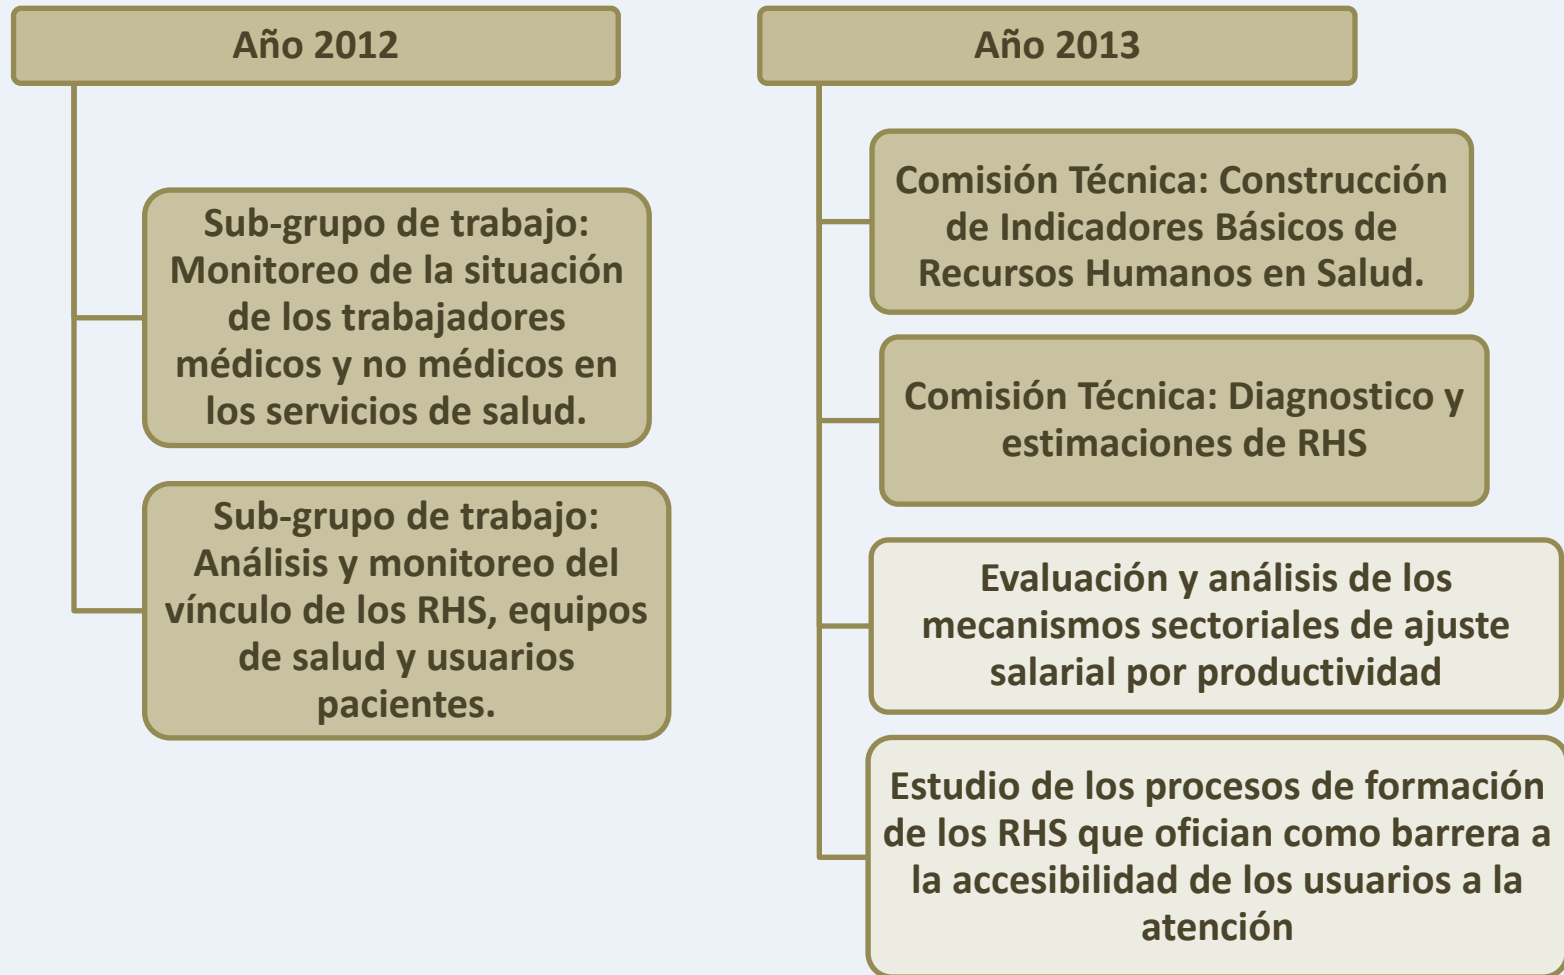 Año 2012
Sub-grupo de trabajo:
Monitoreo de la situación
de los trabajadores
médicos y no médicos en
los servicios de salud.
Sub-grupo de trabajo:
Análisis y monitoreo del
vínculo de los RHS, equipos
de salud y usuarios
pacientes.
Año 2013
Comisión Técnica: Construcción
de Indicadores Básicos de
Recursos Humanos en Salud.
Comisión Técnica: Diagnostico y
estimaciones de RHS
Evaluación y análisis de los
mecanismos sectoriales de ajuste
salarial por productividad
Estudio de los procesos de formación
de los RHS que ofician como barrera a
la accesibilidad de los usuarios a la
atención